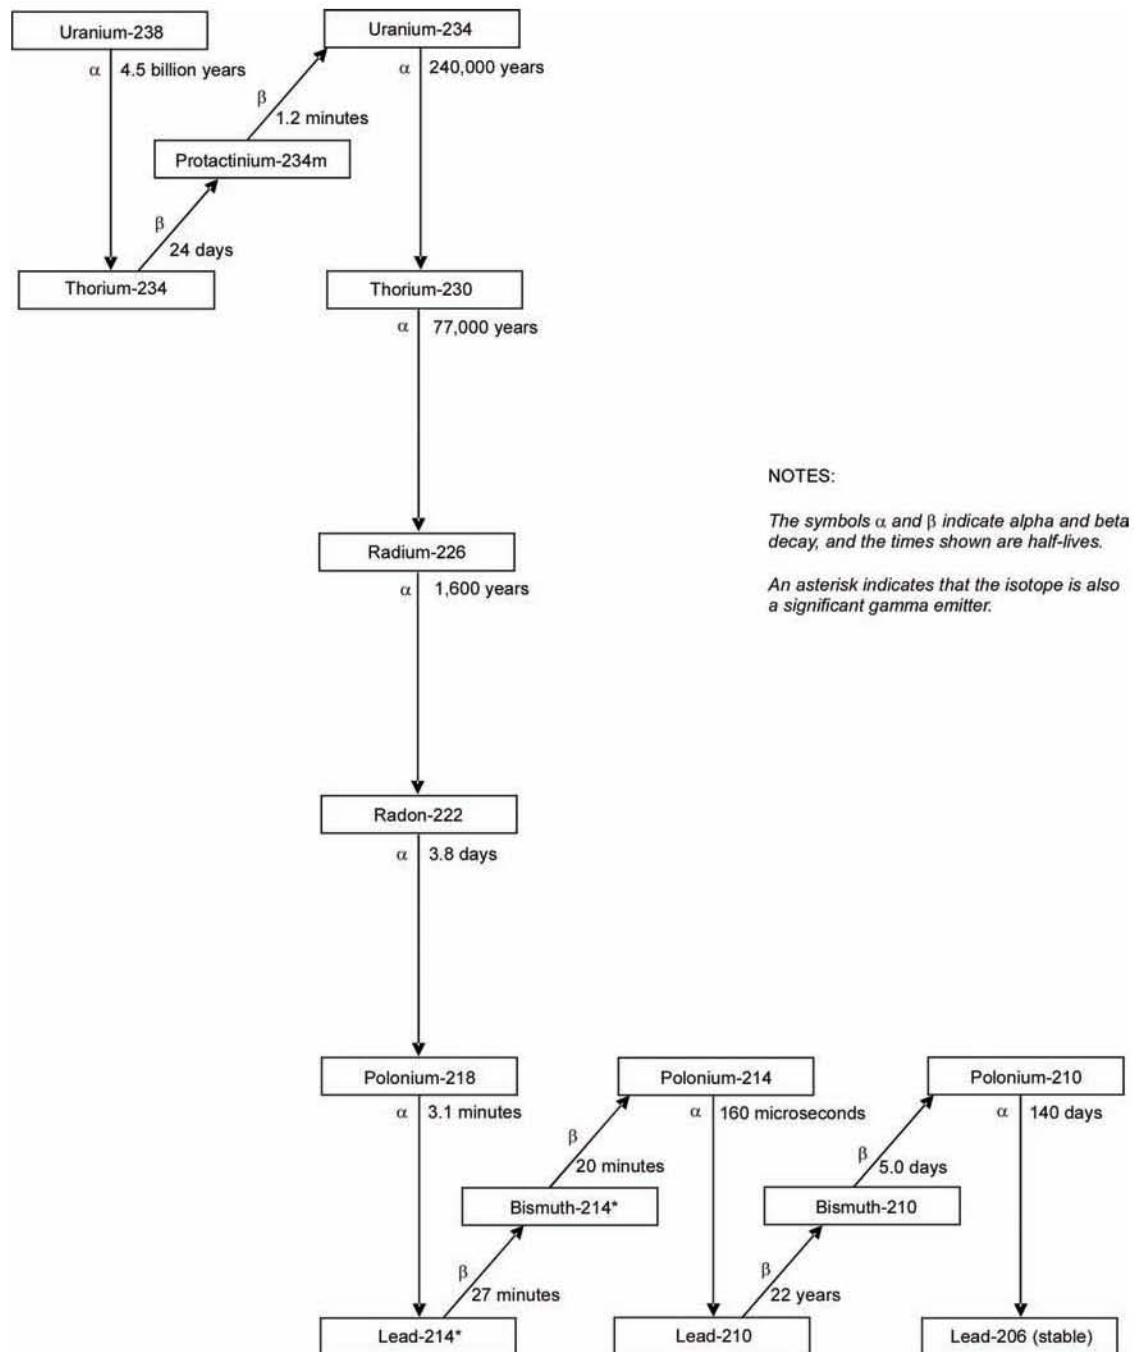 Uranium-238
Uranium-234
α 4.5 billion years
α 240,000 years
β
1.2 minutes
Protactinium-234m
β
24 days
Thorium-234
Thorium-230
α 77,000 years
NOTES:
The symbols α and β indicate alpha and beta
decay, and the times shown are half-lives.
An asterisk indicates that the isotope is also
a significant gamma emitter.
Radium-226
α 1,600 years
Radon-222
α 3.8 days
Polonium-218
Polonium-214
Polonium-210
α 3.1 minutes
α 160 microseconds
α 140 days
β
20 minutes
β
5.0 days
Bismuth-214*
Bismuth-210
β
27 minutes
β
22 years
Lead-214*
Lead-210
Lead-206 (stable)